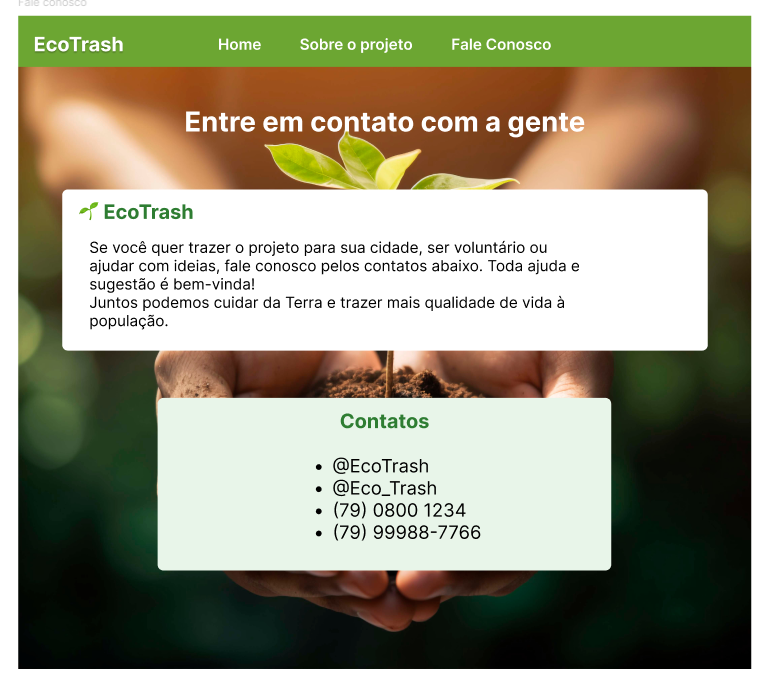 Fale conosco
EcoTrash
Home
Sobre o projeto
Fale Conosco
Entre em contato com a gente
EcoTrash
Se você quer trazer o projeto para sua cidade, ser voluntário ou
ajudar com ideias, fale conosco pelos contatos abaixo. Toda ajuda e
sugestão é bem-vinda!
Juntos podemos cuidar da Terra e trazer mais qualidade de vida à
população.
Contatos
• @EcoTrash
• @Eco_Trash
• (79) 0800 1234
• (79) 99988-7766